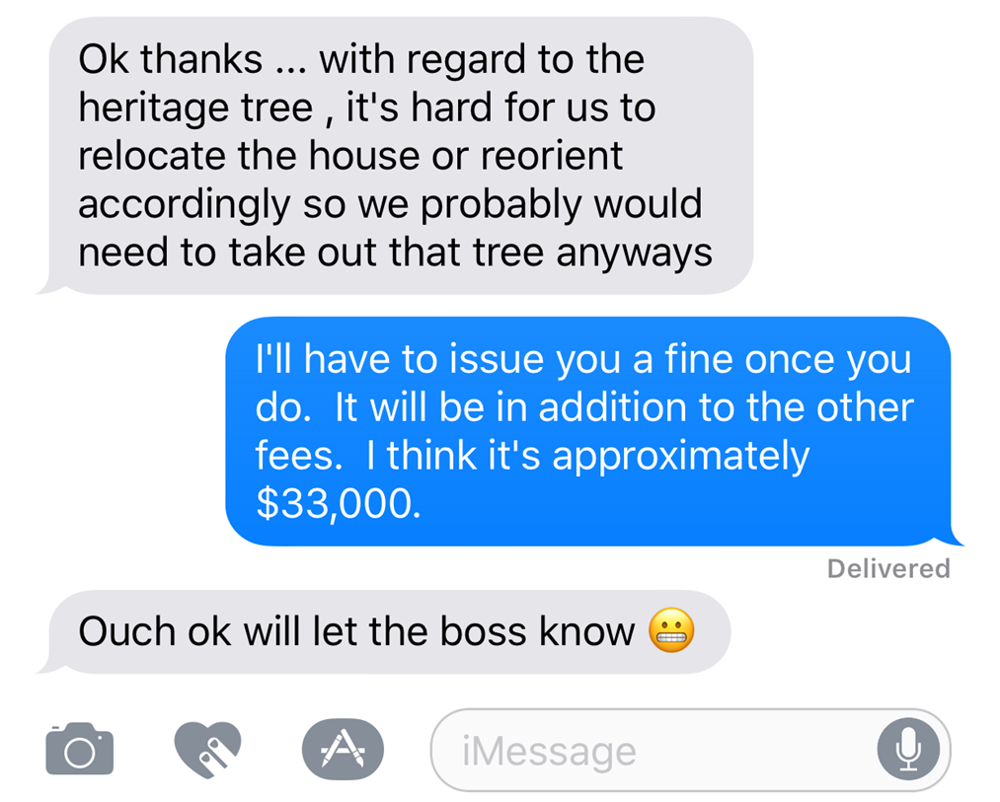 Ok thanks ... with regard to the
heritage tree , it's hard for us to
relocate the house or reorient
accordingly so we probably would
need to take out that tree anyways
I'll have to issue you a fine once you
do.  It will be in addition to the other
fees.  I think it's approximately
$33,000.
Delivered
Ouch ok will let the boss know 😬
iMessage